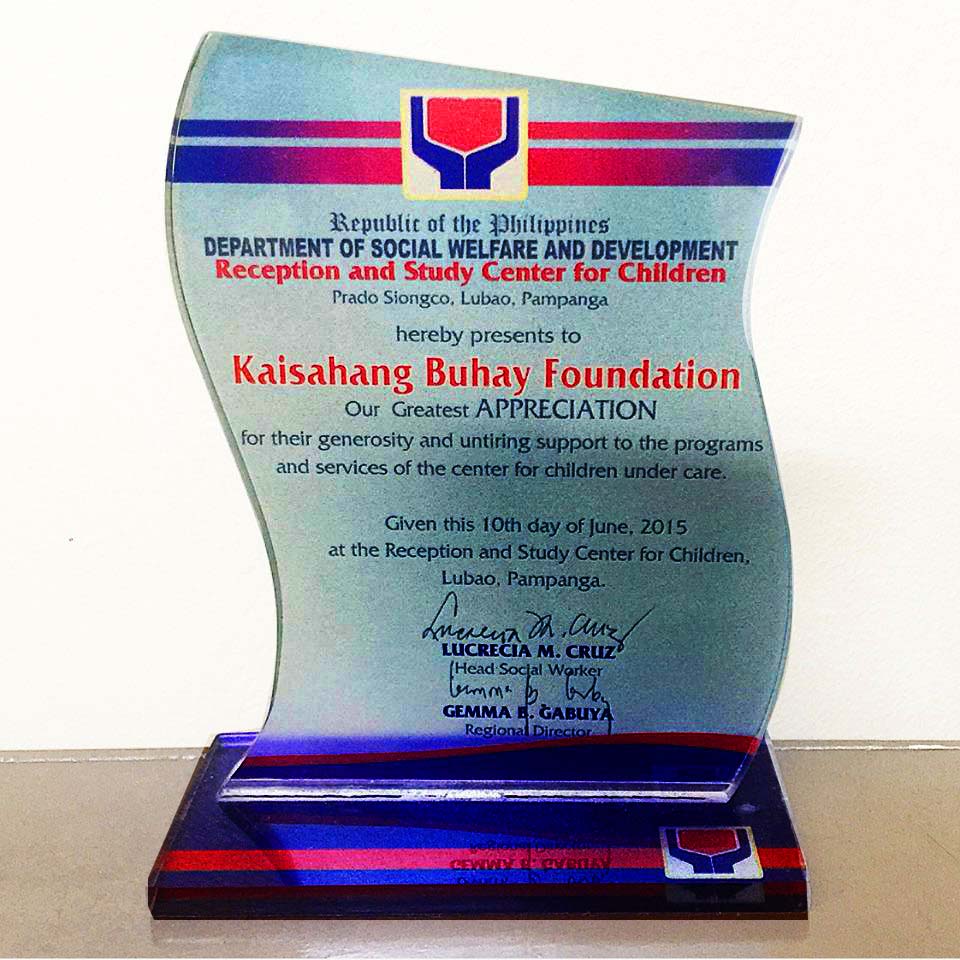 Republic of the Philippines
DEPARTMENT OF SOCIAL WELFARE AND DEVELOPMENT
Reception and Study Center for Children
Prado Siongco, Lubao, Pampanga
hereby presents to
Kaisahang Buhay Foundation
Our Greatest APPRECIATION
for their generosity and untiring support to the programs
and services of the center for children under care.
Given this 10th day of June, 2015
at the Reception and Study Center for Children,
Lubao, Pampanga.
Lucrecia M. Cruz
LUCRECIA M. CRUZ
Head Social Worker
GEMMA B. GABUYA
Regional Director